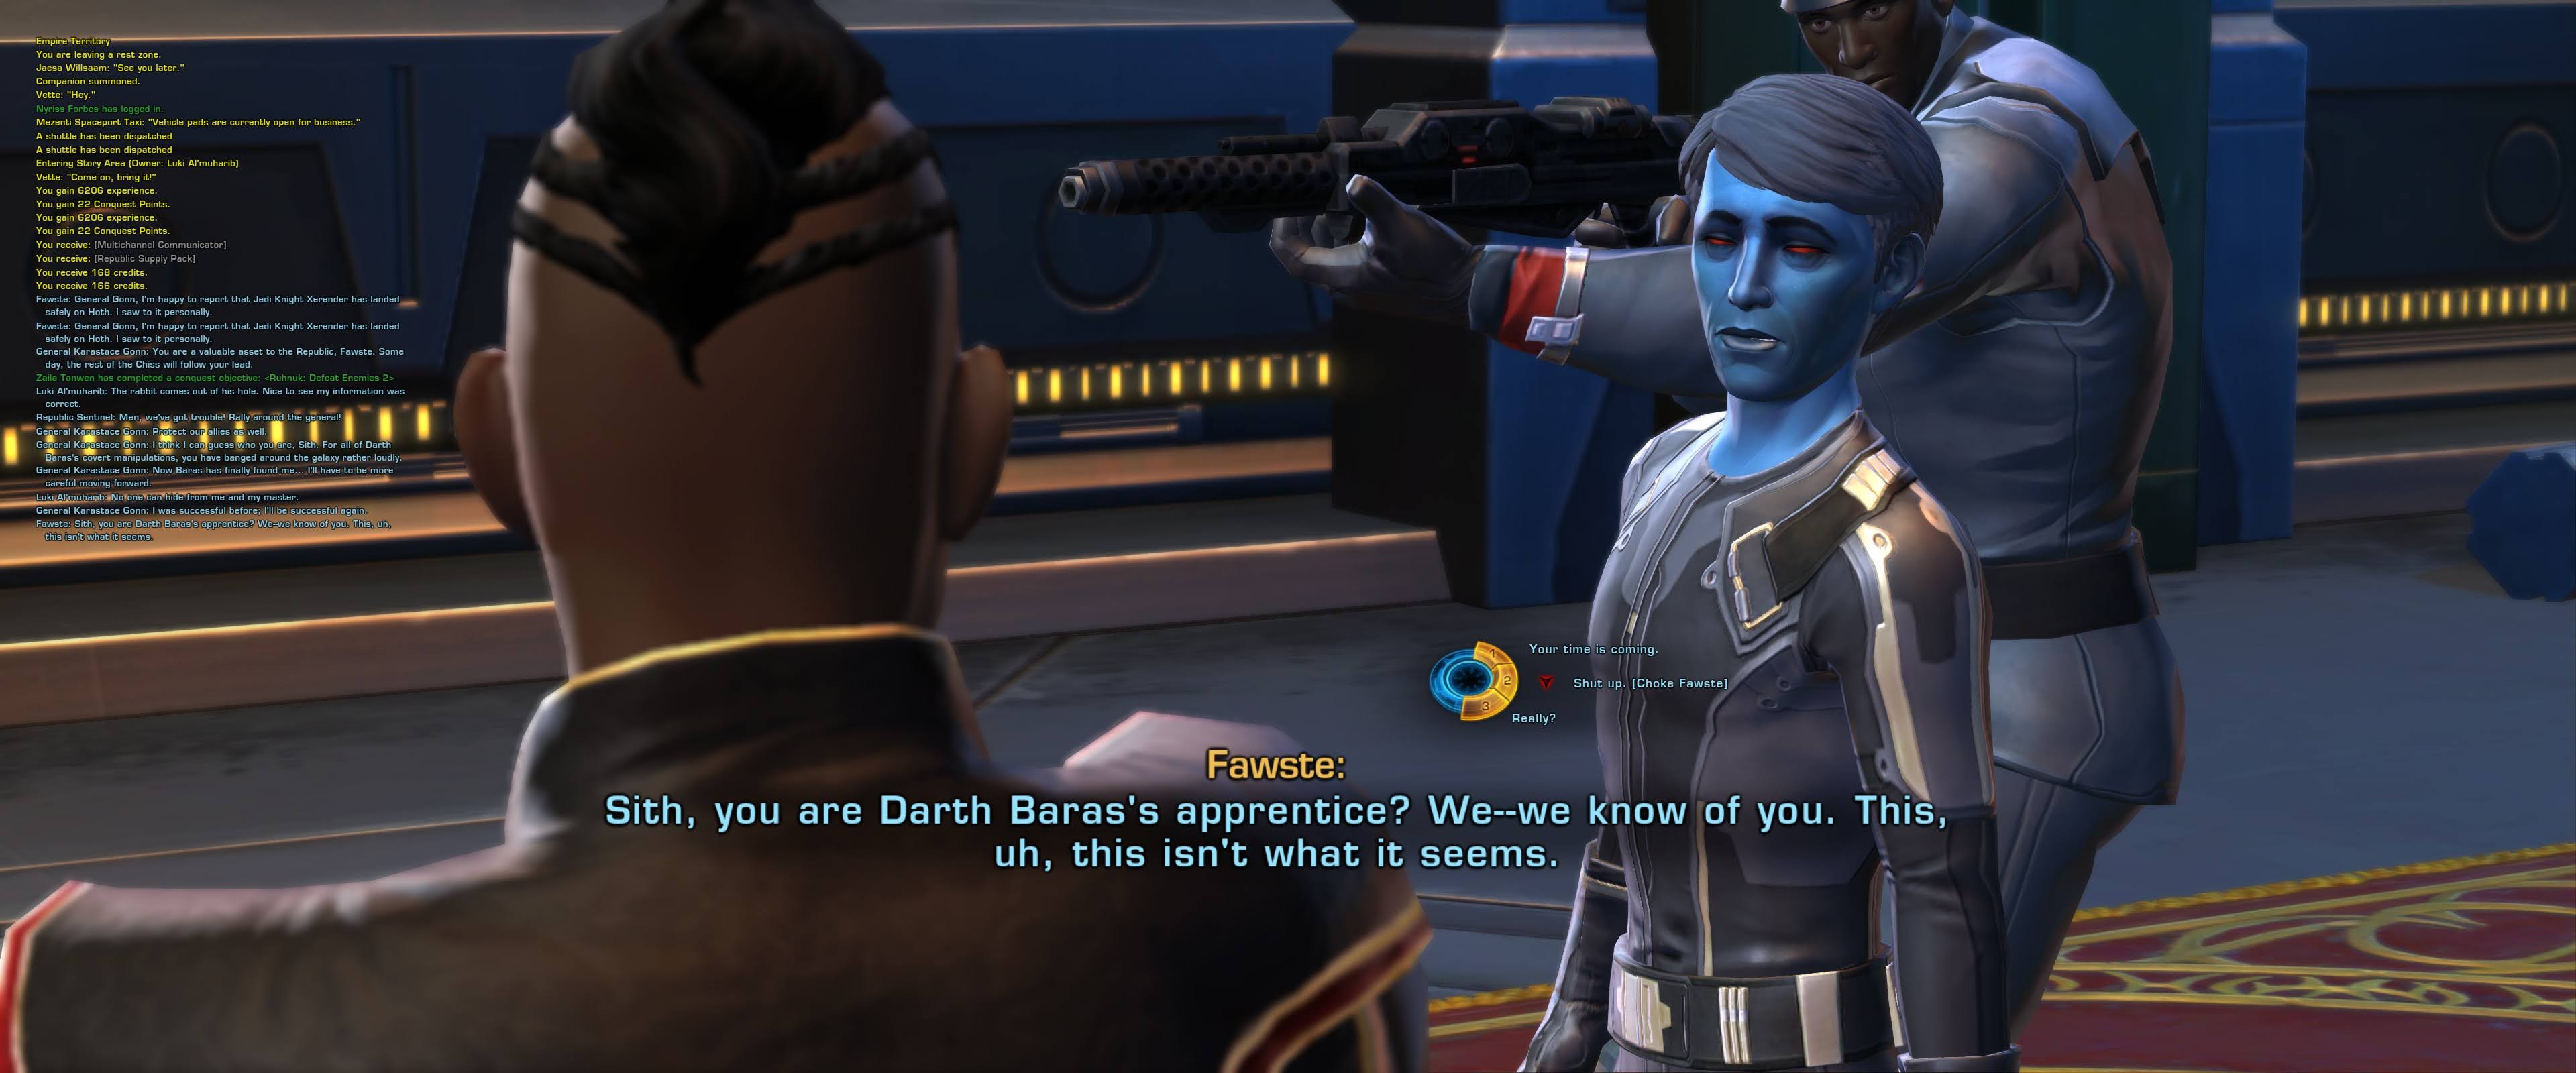 Empire Territory
You are leaving a rest zone.
Jaesa Willsaam: "See you later."
Companion summoned.
Vette: "Hey."
Nyriss Forbes has logged in.
Mezenti Spaceport Taxi: "Vehicle pads are currently open for business."
A shuttle has been dispatched
A shuttle has been dispatched
Entering Story Area (Owner: Luki Al'muharib)
Vette: "Come on, bring it!"
You gain 6206 experience.
You gain 22 Conquest Points.
You gain 6206 experience.
You gain 22 Conquest Points.
You receive: [Multichannel Communicator]
You receive: [Republic Supply Pack]
You receive 168 credits.
You receive 166 credits.
Fawste: General Gonn, I'm happy to report that Jedi Knight Xerender has landed
safely on Hoth. I saw to it personally.
Fawste: General Gonn, I'm happy to report that Jedi Knight Xerender has landed
safely on Hoth. I saw to it personally.
General Karastace Gonn: You are a valuable asset to the Republic, Fawste. Some
day, the rest of the Chiss will follow your lead.
Zaila Tanwen has completed a conquest objective: <Ruhnuk: Defeat Enemies 2>
Luki Al'muharib: The rabbit comes out of his hole. Nice to see my information was
correct.
Republic Sentinel: Men, we've got trouble! Rally around the general!
General Karastace Gonn: Protect our allies as well.
General Karastace Gonn: I think I can guess who you are, Sith. For all of Darth
Baras's covert manipulations, you have banged around the galaxy rather loudly.
General Karastace Gonn: Now Baras has finally found me... I'll have to be more
careful moving forward.
Luki Al'muharib: No one can hide from me and my master.
General Karastace Gonn: I was successful before; I'll be successful again.
Fawste: Sith, you are Darth Baras's apprentice? We--we know of you. This, uh,
this isn't what it seems.
1 Your time is coming.
2 Shut up. [Choke Fawste]
3 Really?
Fawste:
Sith, you are Darth Baras's apprentice? We--we know of you. This,
uh, this isn't what it seems.